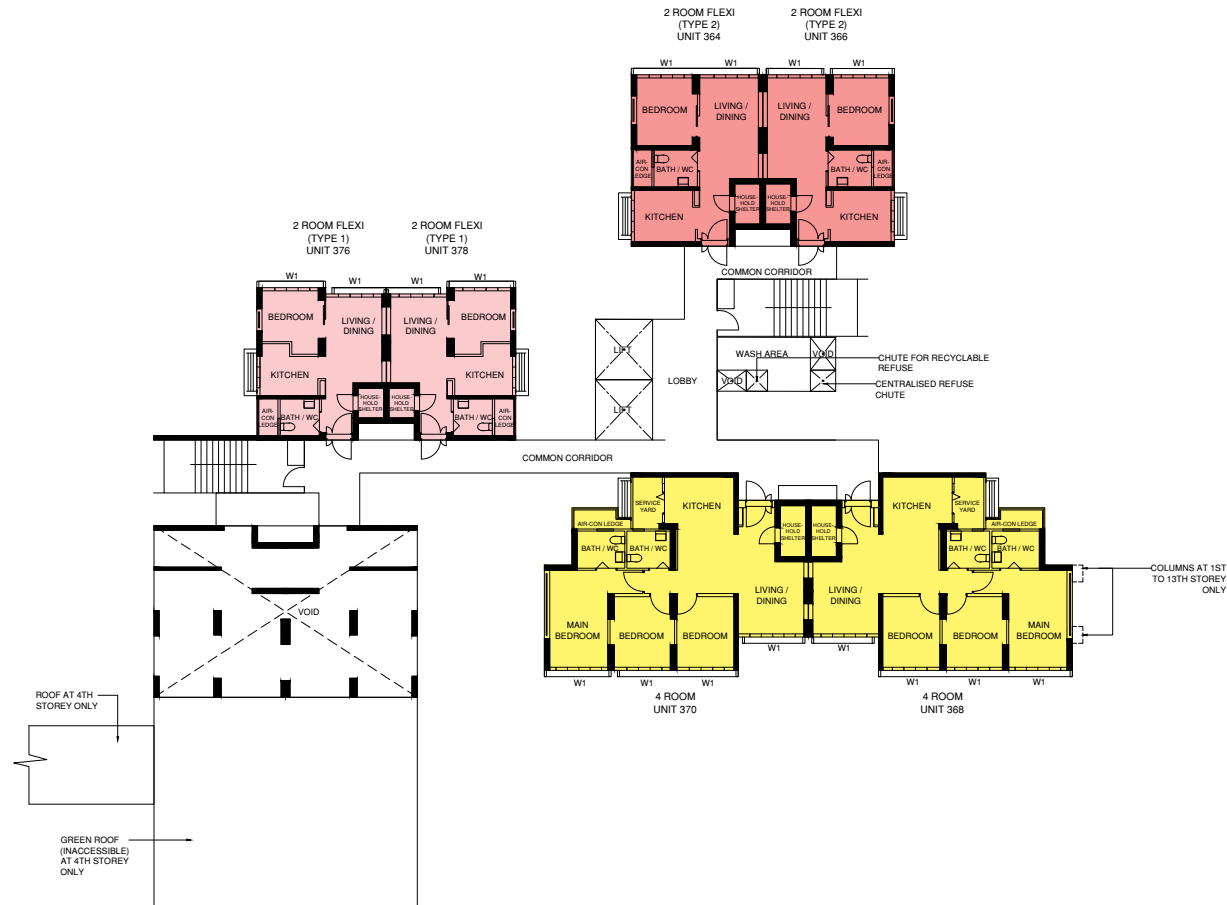 2 ROOM FLEXI
(TYPE 2)
UNIT 364
2 ROOM FLEXI
(TYPE 2)
UNIT 366
W1
W1
W1
W1
BEDROOM
LIVING /
DINING
LIVING /
DINING
BEDROOM
AIR-
CON
LEDGE
BATH / WC
BATH / WC
AIR-
CON
LEDGE
HOUSE-
HOLD
SHELTER
HOUSE-
HOLD
SHELTER
KITCHEN
KITCHEN
2 ROOM FLEXI
(TYPE 1)
UNIT 376
2 ROOM FLEXI
(TYPE 1)
UNIT 378
W1
W1
W1
W1
BEDROOM
LIVING /
DINING
LIVING /
DINING
BEDROOM
KITCHEN
KITCHEN
HOUSE-
HOLD
SHELTER
HOUSE-
HOLD
SHELTER
AIR-
CON
LEDGE
BATH / WC
BATH / WC
AIR-
CON
LEDGE
COMMON CORRIDOR
LIFT
LIFT
LOBBY
WASH AREA
VOID
VOID
CHUTE FOR RECYCLABLE
REFUSE
CENTRALISED REFUSE
CHUTE
COMMON CORRIDOR
SERVICE
YARD
KITCHEN
HOUSE-
HOLD
SHELTER
HOUSE-
HOLD
SHELTER
KITCHEN
SERVICE
YARD
AIR-CON LEDGE
AIR-CON LEDGE
BATH / WC
BATH / WC
BATH / WC
BATH / WC
LIVING /
DINING
LIVING /
DINING
MAIN
BEDROOM
BEDROOM
BEDROOM
BEDROOM
BEDROOM
MAIN
BEDROOM
W1
W1
W1
W1
W1
W1
W1
W1
4 ROOM
UNIT 370
4 ROOM
UNIT 368
COLUMNS AT 1ST
TO 13TH STOREY
ONLY
VOID
ROOF AT 4TH
STOREY ONLY
GREEN ROOF
(INACCESSIBLE)
AT 4TH STOREY
ONLY